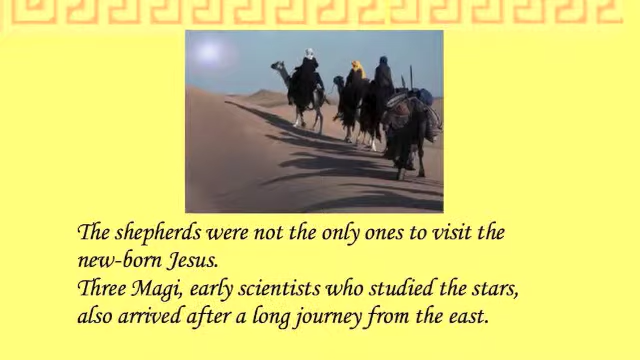 The shepherds were not the only ones to visit the
new-born Jesus.
Three Magi, early scientists who studied the stars,
also arrived after a long journey from the east.